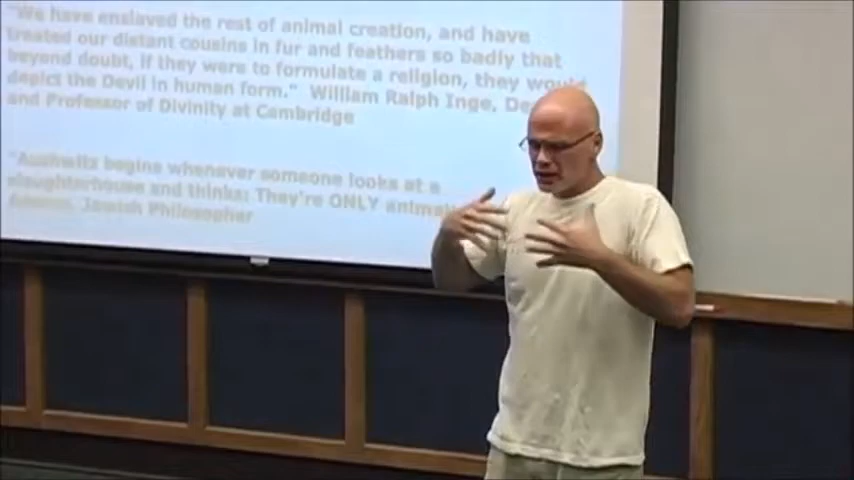 "We have enslaved the rest of animal creation, and have
treated our distant cousins in fur and feathers so badly that
beyond doubt, if they were to formulate a religion, they would
depict the Devil in human form." William Ralph Inge,
and Professor of Divinity at Cambridge
"Auschwitz begins whenever someone looks at a
slaughterhouse and thinks: They're ONLY animals
Jewish Philosopher